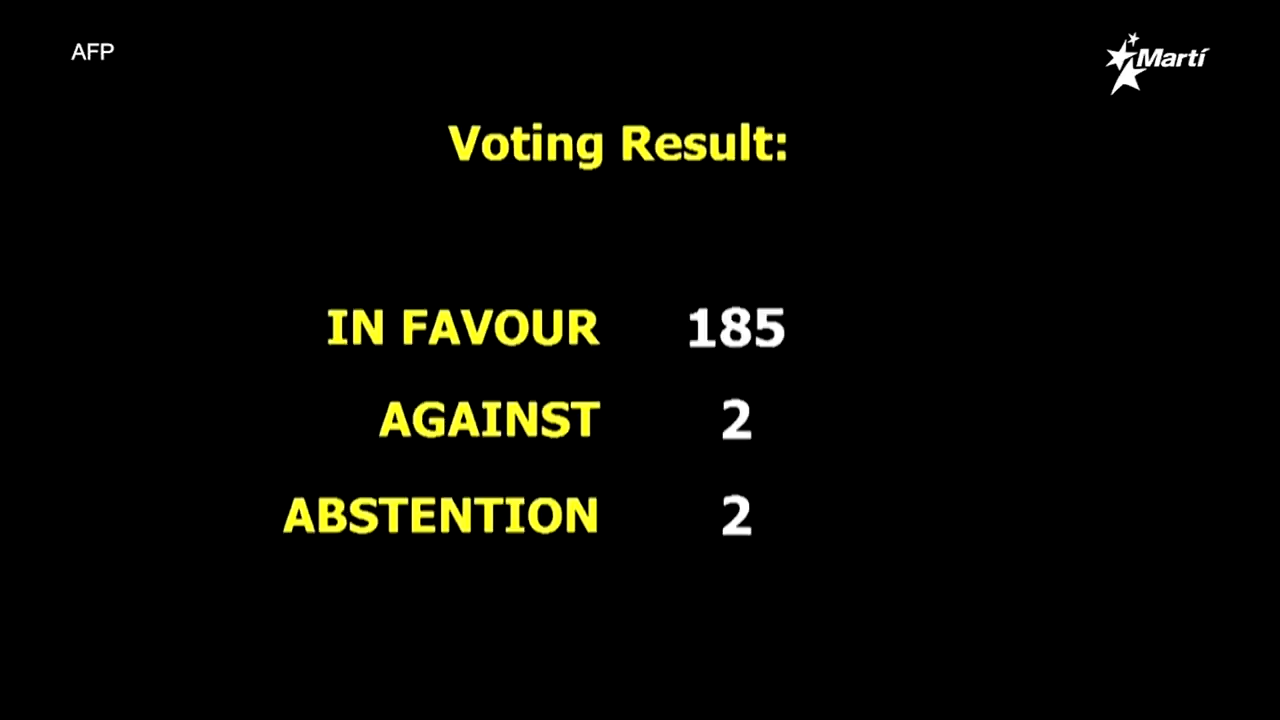 AFP
Martí
Voting Result:
IN FAVOUR 185
AGAINST 2
ABSTENTION 2